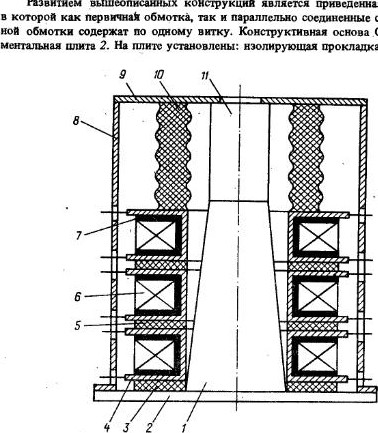 Развитием вышеописанных конструкций является приведенна
в которой как первичная обмотка, так и параллельно соединенные с
ной обмотки содержат по одному витку. Конструктивная основа
ментальная плита 2. На плите установлены: изолирующая прокладка
9
10
11
8
7
6
5
4
3
2
1